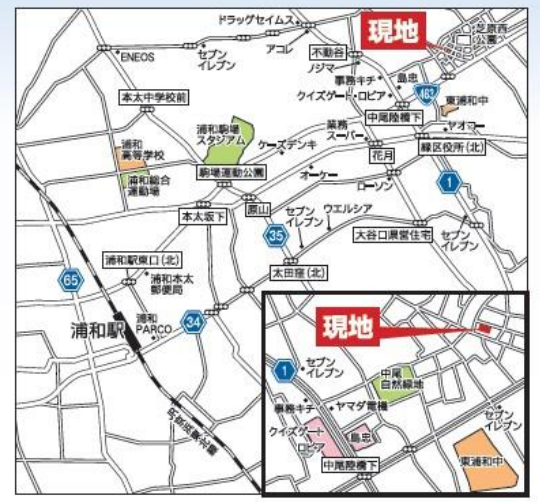 ドラッグセイムス
アコレ
セブン
イレブン
ENEOS
現地
芝原西
公園
不動谷
ノジマ
事務キチ
島忠
クイズゲート・ロピア
463
中尾陸橋下
東浦和中
本太中学校前
浦和駒場
スタジアム
業務
スーパー
ヤオコー
浦和
高等学校
ケーズデンキ
花月
緑区役所(北)
浦和総合
運動場
駒場運動公園
オーケー
ローソン
1
本太坂下
原山
セブン
イレブン
ウエルシア
35
大谷口県営住宅
セブン
イレブン
浦和駅東口(北)
太田窪(北)
65
浦和本太
郵便局
浦和
PARCO
34
浦和駅
現地
1
セブン
イレブン
中尾
自然緑地
事務キチ
ヤマダ電機
クイズゲート
ロピア
島忠
セブン
イレブン
中尾陸橋下
東浦和中